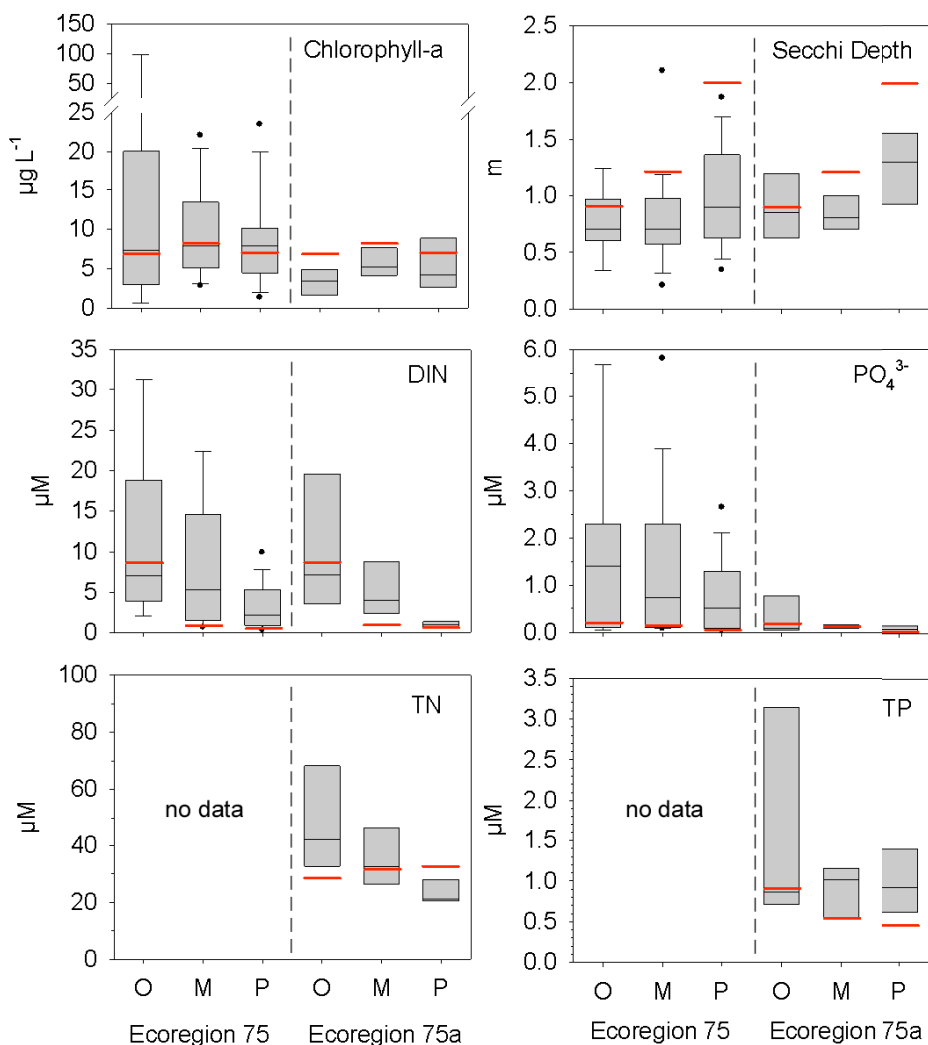 Chlorophyll-a
150
100
50
25
20
15
10
5
0
µg L⁻¹
Secchi Depth
2.5
2.0
1.5
1.0
0.5
0.0
m
DIN
35
30
25
20
15
10
5
0
µM
PO₄³⁻
6.0
5.0
4.0
3.0
2.0
1.0
0.0
µM
TN
100
80
60
40
20
0
µM
no data
O M P O M P
Ecoregion 75 Ecoregion 75a
TP
3.5
3.0
2.5
2.0
1.5
1.0
0.5
0.0
µM
no data
O M P O M P
Ecoregion 75 Ecoregion 75a